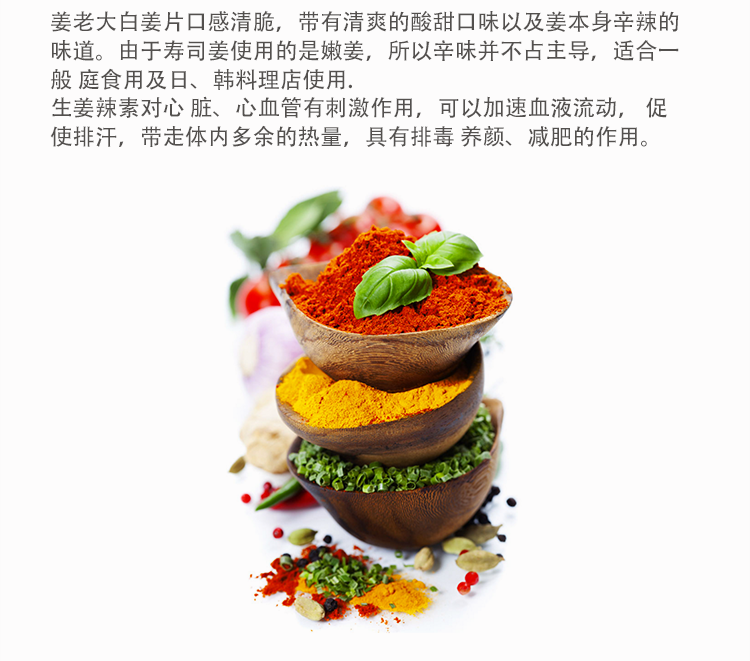 姜老大白姜片口感清脆，带有清爽的酸甜口味以及姜本身辛辣的
味道。由于寿司姜使用的是嫩姜，所以辛味并不占主导，适合一
般 庭食用及日、韩料理店使用.
生姜辣素对心 脏、心血管有刺激作用，可以加速血液流动， 促
使排汗，带走体内多余的热量，具有排毒 养颜、减肥的作用。